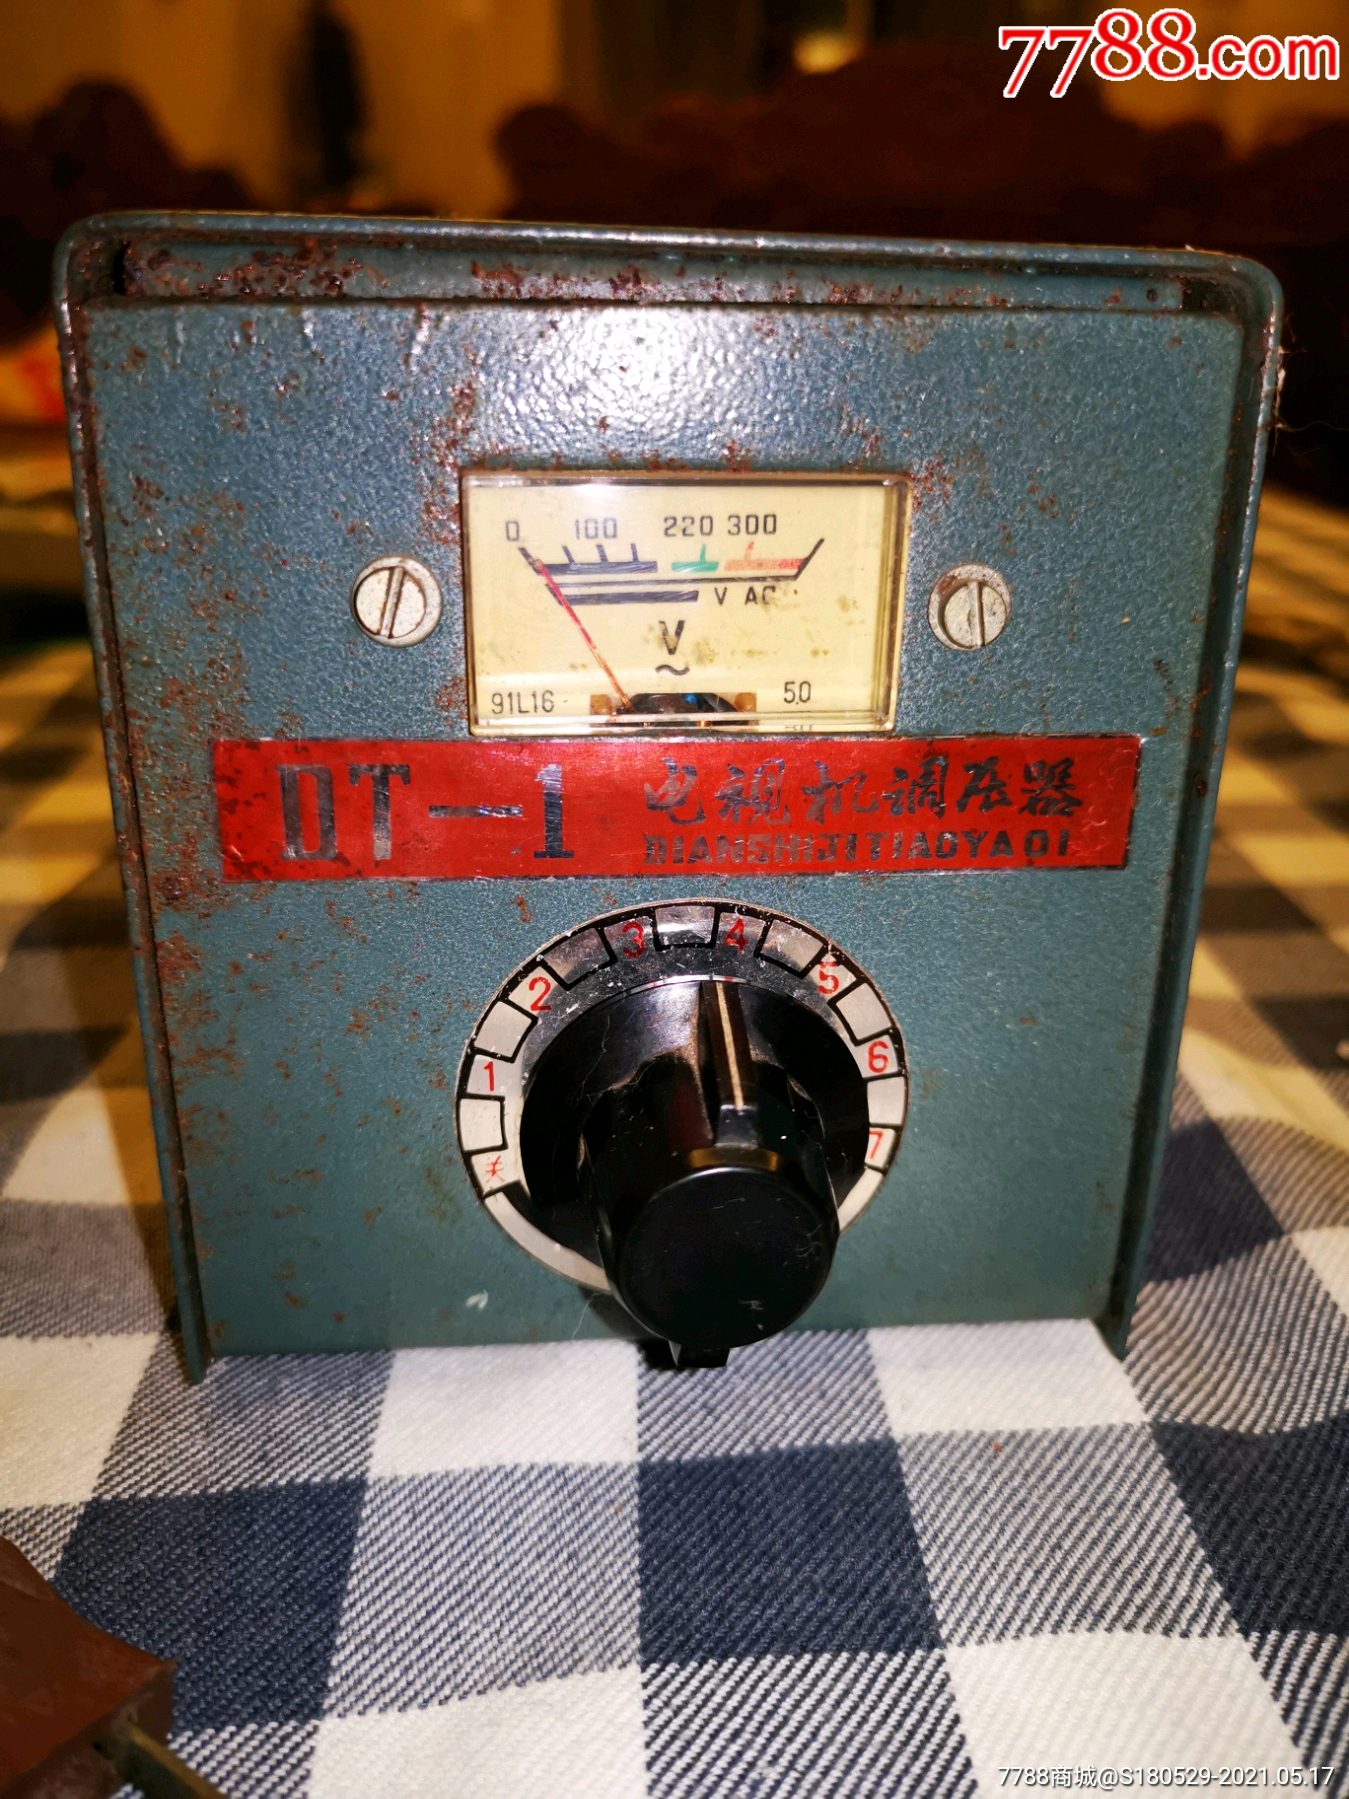 7788.com
0 100 220 300
V AC
V
~
91L16 5.0
DT-1 电视机调压器
DIANSHIJITIAOYAQI
* 1 2 3 4 5 6 7
7788商城@S180529-2021.05.17